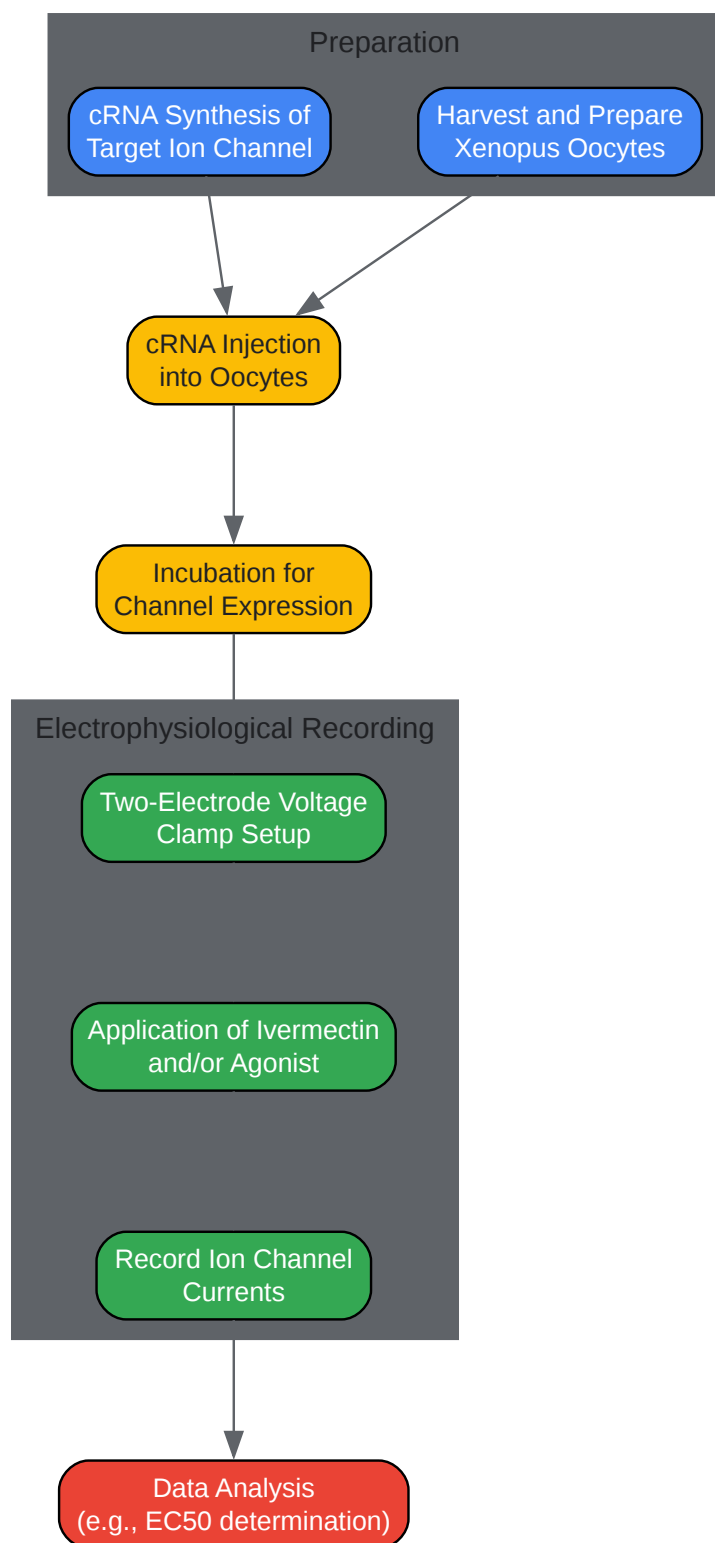 Preparation
cRNA Synthesis of
Target Ion Channel
Harvest and Prepare
Xenopus Oocytes
cRNA Injection
into Oocytes
Incubation for
Channel Expression
Electrophysiological Recording
Two-Electrode Voltage
Clamp Setup
Application of Ivermectin
and/or Agonist
Record Ion Channel
Currents
Data Analysis
(e.g., EC50 determination)